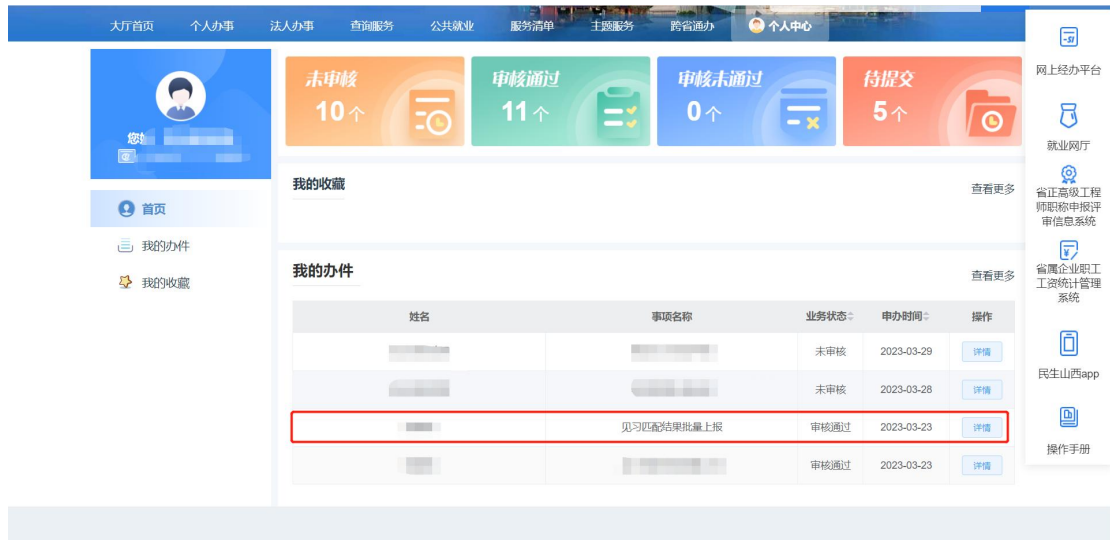 大厅首页 个人办事 法人办事 查询服务 公共就业 服务清单 主题服务 跨省通办 个人中心
未审核
10个
审核通过
11个
审核未通过
0个
待提交
5个
首页
我的办件
我的收藏
我的收藏 查看更多
我的办件 查看更多
姓名 事项名称 业务状态 申办时间 操作
未审核 2023-03-29 详情
未审核 2023-03-28 详情
见习匹配结果批量上报 审核通过 2023-03-23 详情
审核通过 2023-03-23 详情
网上经办平台
就业网厅
省正高级工程
师职称申报评
审信息系统
省属企业职工
工资统计管理
系统
民生山西app
操作手册